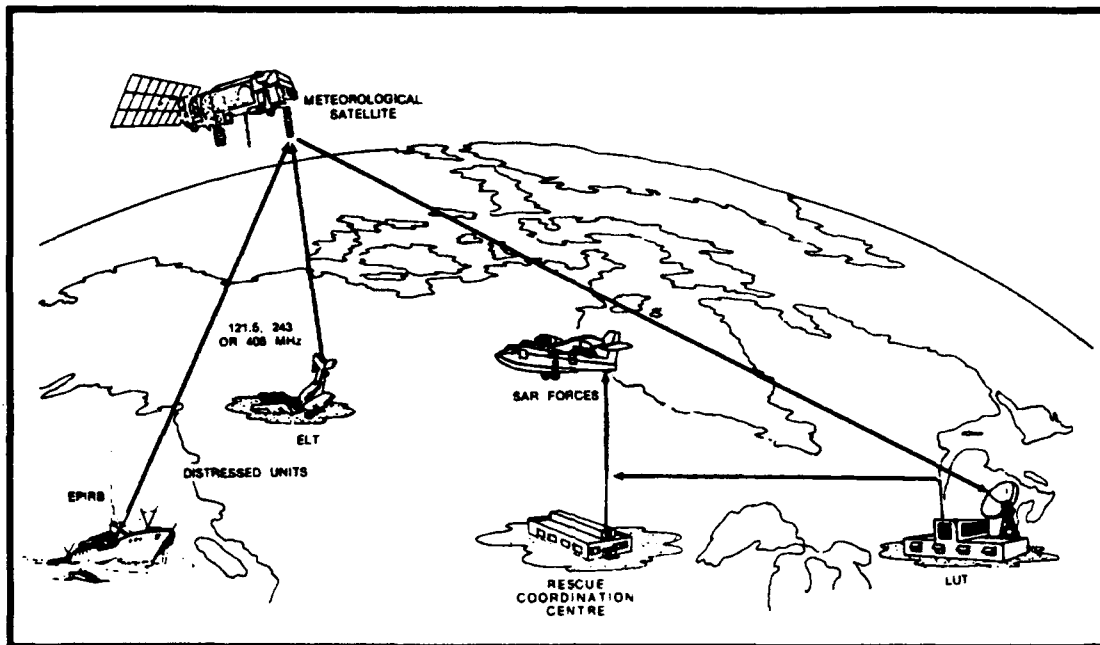 METEOROLOGICAL
SATELLITE
121.5, 243
OR 406 MHz
SAR FORCES
ELT
DISTRESSED UNITS
EPIRB
RESCUE
COORDINATION
CENTRE
LUT